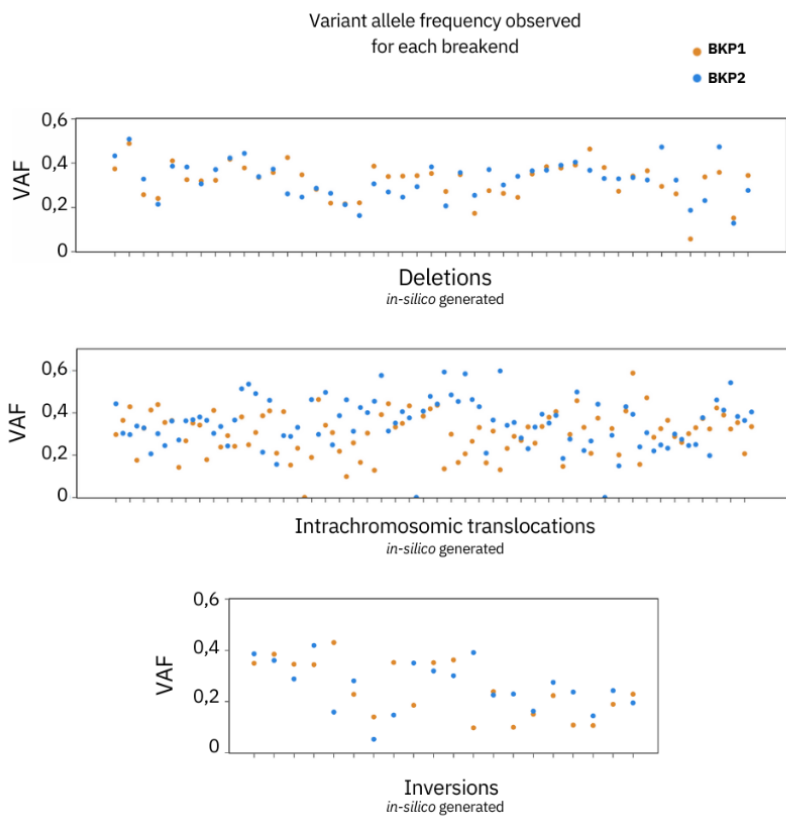 Variant allele frequency observed
for each breakend
BKP1
BKP2
VAF
0,6
0,4
0,2
0
Deletions
in-silico generated
VAF
0,6
0,4
0,2
0
Intrachromosomic translocations
in-silico generated
VAF
0,6
0,4
0,2
0
Inversions
in-silico generated